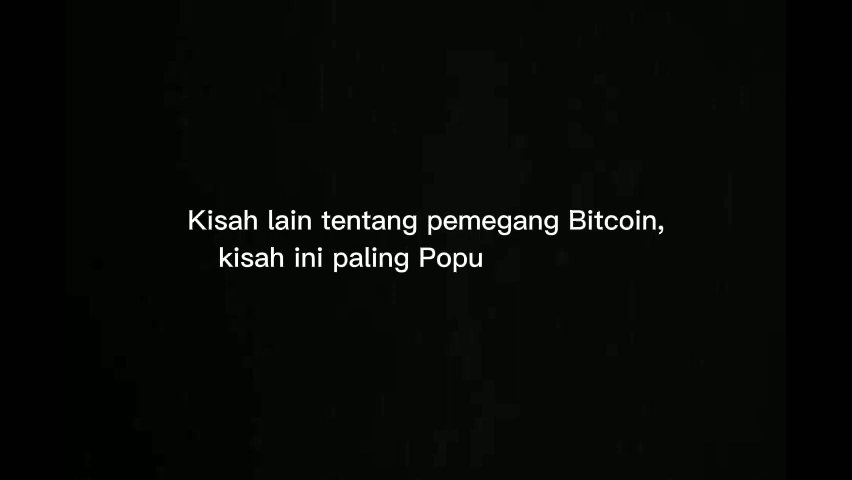 Kisah lain tentang pemegang Bitcoin,
kisah ini paling Popu